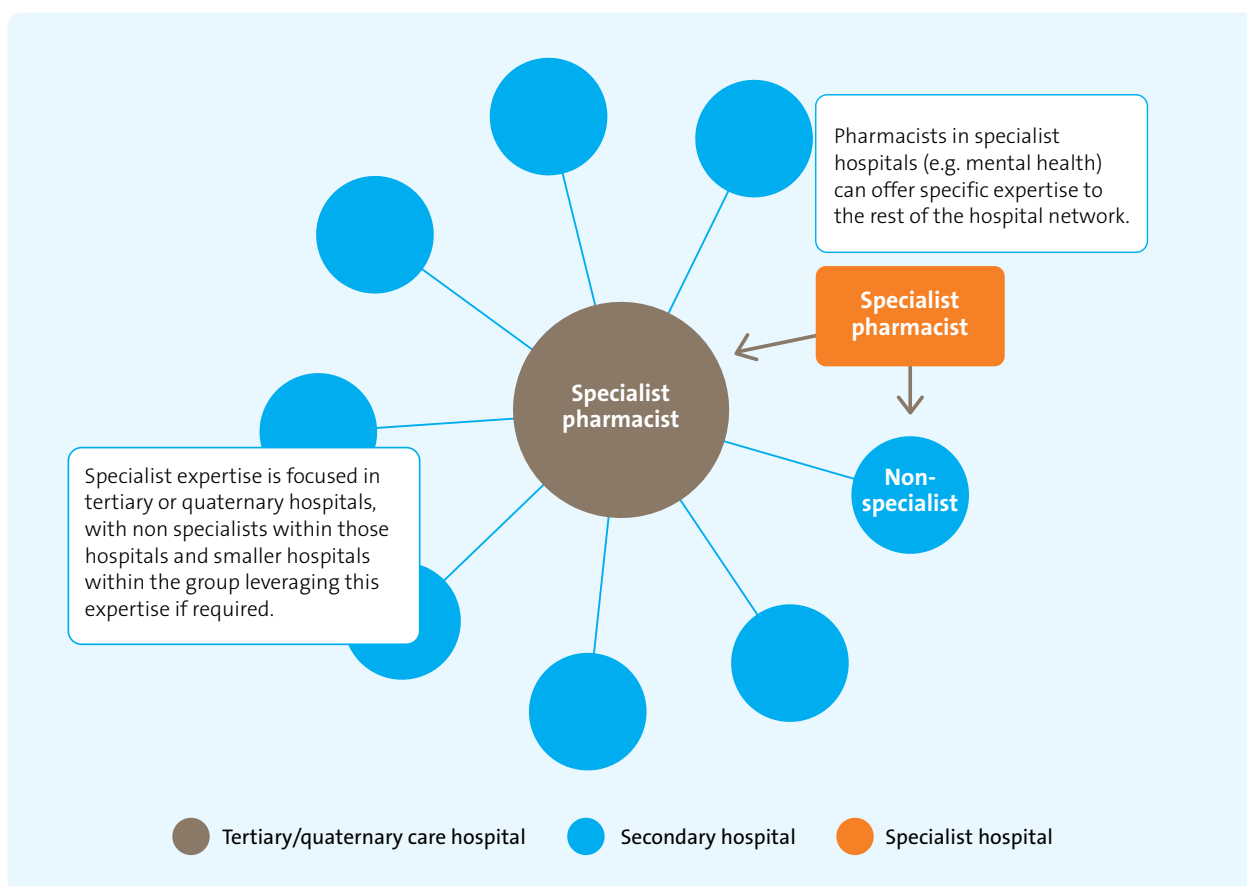 Pharmacists in specialist
hospitals (e.g. mental health)
can offer specific expertise to
the rest of the hospital network.
Specialist
pharmacist
Specialist
pharmacist
Non-
specialist
Specialist expertise is focused in
tertiary or quaternary hospitals,
with non specialists within those
hospitals and smaller hospitals
within the group leveraging this
expertise if required.
Tertiary/quaternary care hospital
Secondary hospital
Specialist hospital